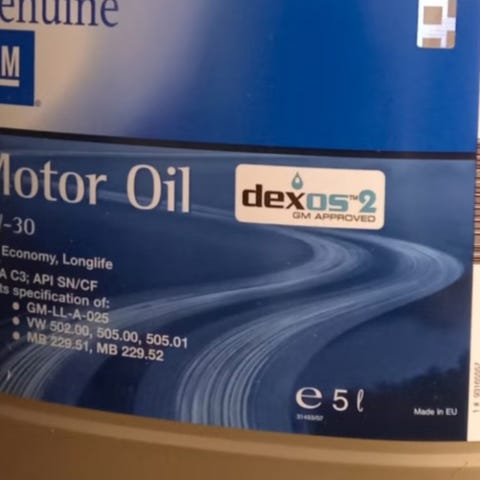 enuine
M
Motor Oil
dexos™2
GM APPROVED
-30
Economy, Longlife
A C3; API SN/CF
ts specification of:
• GM-LL-A-025
• VW 502.00, 505.00, 505.01
• MB 229.51, MB 229.52
e 5 ℓ
Made in EU